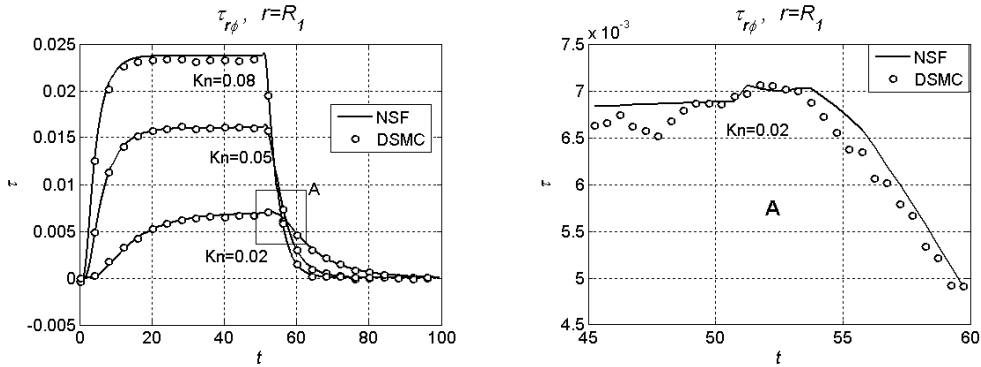 τrϕ, r=R1
0.025
0.02
0.015
0.01
0.005
0
-0.005
τ
0 20 40 60 80 100
t
Kn=0.08
Kn=0.05
Kn=0.02
A
NSF
DSMC
τrϕ, r=R1
x 10-3
7.5
7
6.5
6
5.5
5
4.5
τ
45 50 55 60
t
Kn=0.02
A
NSF
DSMC